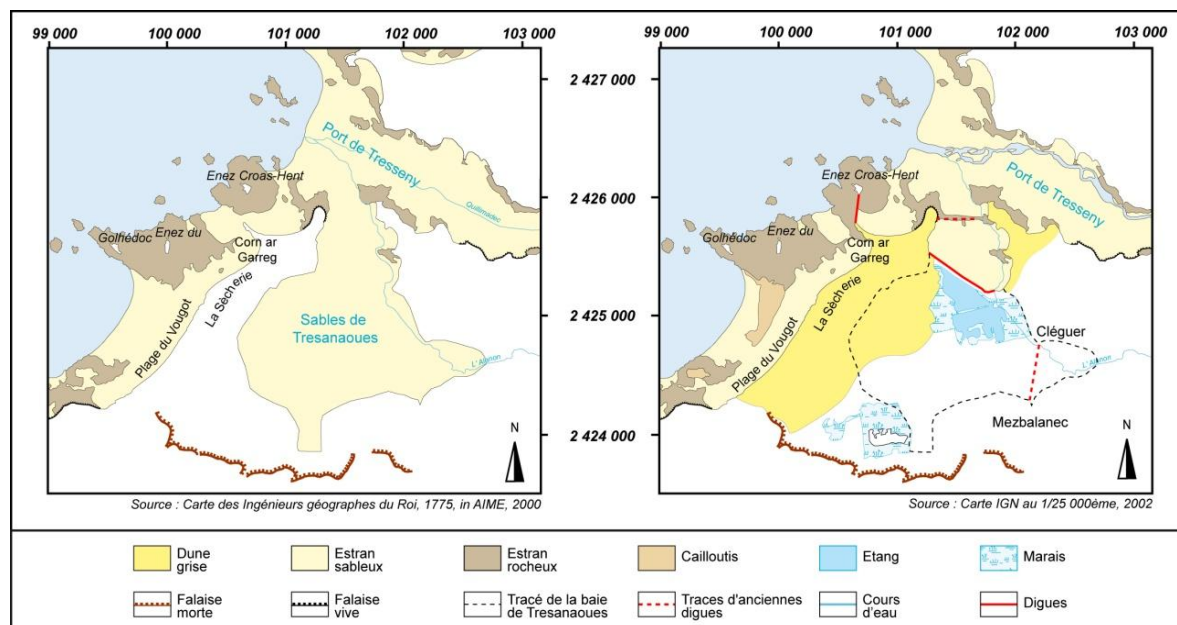 99 000 100 000 101 000 102 000 103 000
99 000 100 000 101 000 102 000 103 000
2 427 000
2 426 000
2 425 000
2 424 000
Port de Tresseny
Enez Croas-Hent
Quillimadec
Golhédoc
Enez du
Corn ar
Garreg
La Sècherie
Plage du Vougot
Sables de
Tresanaoues
L'Alanon
N
Source : Carte des Ingénieurs géographes du Roi, 1775, in AIME, 2000
Enez Croas-Hent
Port de
Tresseny
Golhédoc
Enez du
Corn ar
Garreg
La Sècherie
Plage du Vougot
Cléguer
L'Alanon
Mezbalanec
N
Source : Carte IGN au 1/25 000ème, 2002
Dune
grise
Estran
sableux
Estran
rocheux
Cailloutis
Etang
Marais
Falaise
morte
Falaise
vive
Tracé de la baie
de Tresanaoues
Traces d'anciennes
digues
Cours
d'eau
Digues